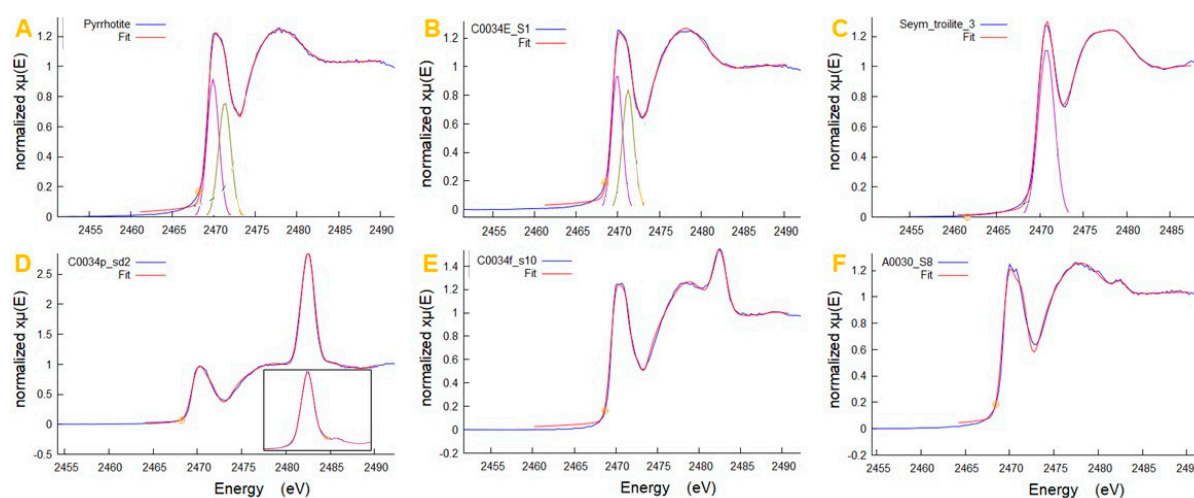 A
Pyrrhotite
Fit
normalized xμ(E)
1.2
1
0.8
0.6
0.4
0.2
0
2455 2460 2465 2470 2475 2480 2485 2490
B
C0034E_S1
Fit
normalized xμ(E)
1.2
1
0.8
0.6
0.4
0.2
0
2455 2460 2465 2470 2475 2480 2485 2490
C
Seym_troilite_3
Fit
normalized xμ(E)
1.2
1
0.8
0.6
0.4
0.2
0
2455 2460 2465 2470 2475 2480 2485
D
C0034p_sd2
Fit
normalized xμ(E)
2.5
2
1.5
1
0.5
0
-0.5
2455 2460 2465 2470 2475 2480 2485 2490
Energy (eV)
E
C0034f_s10
Fit
normalized xμ(E)
1.4
1.2
1
0.8
0.6
0.4
0.2
0
-0.2
2455 2460 2465 2470 2475 2480 2485 2490
Energy (eV)
F
A0030_S8
Fit
normalized xμ(E)
1.2
1
0.8
0.6
0.4
0.2
0
-0.2
2455 2460 2465 2470 2475 2480 2485 2490
Energy (eV)